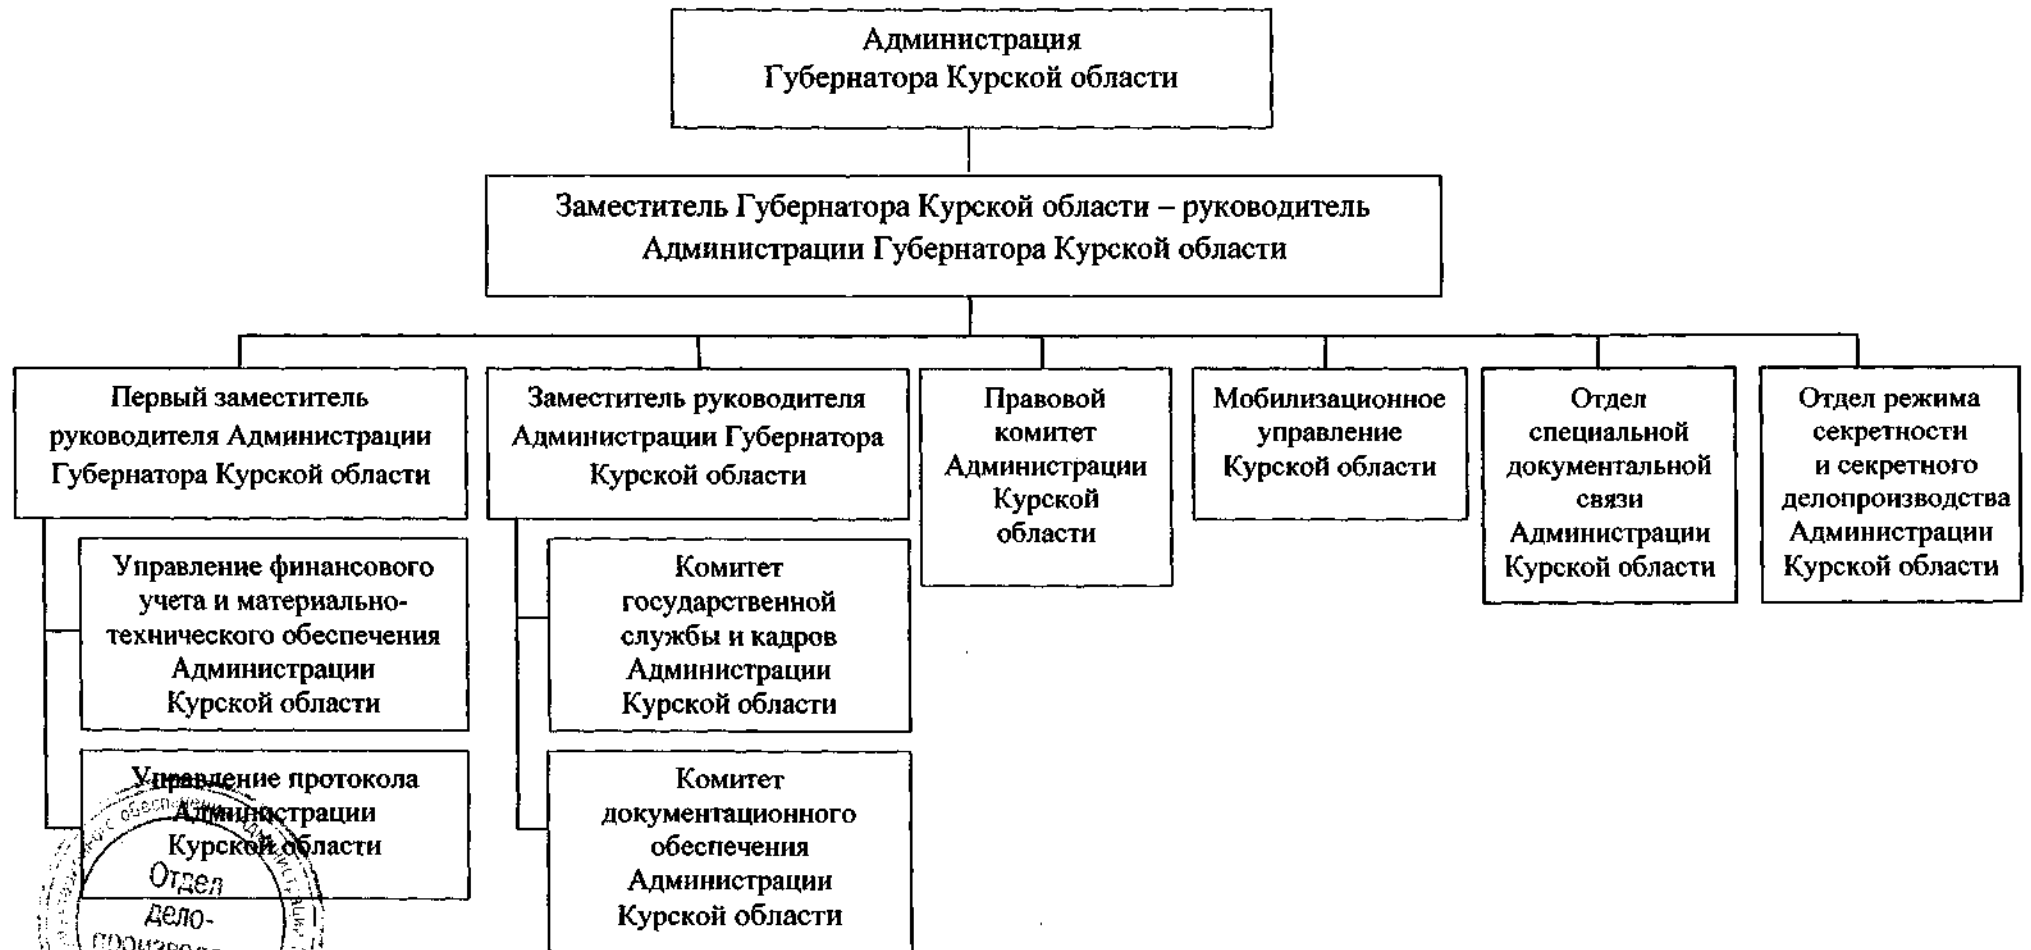 Администрация
Губернатора Курской области
Заместитель Губернатора Курской области – руководитель
Администрации Губернатора Курской области
Первый заместитель
руководителя Администрации
Губернатора Курской области
Заместитель руководителя
Администрации Губернатора
Курской области
Правовой
комитет
Администрации
Курской
области
Мобилизационное
управление
Курской области
Отдел
специальной
документальной
связи
Администрации
Курской области
Отдел режима
секретности
и секретного
делопроизводства
Администрации
Курской области
Управление финансового
учета и материально-
технического обеспечения
Администрации
Курской области
Управление протокола
Администрации
Курской области
Комитет
государственной
службы и кадров
Администрации
Курской области
Комитет
документационного
обеспечения
Администрации
Курской области
Отдел
дело-